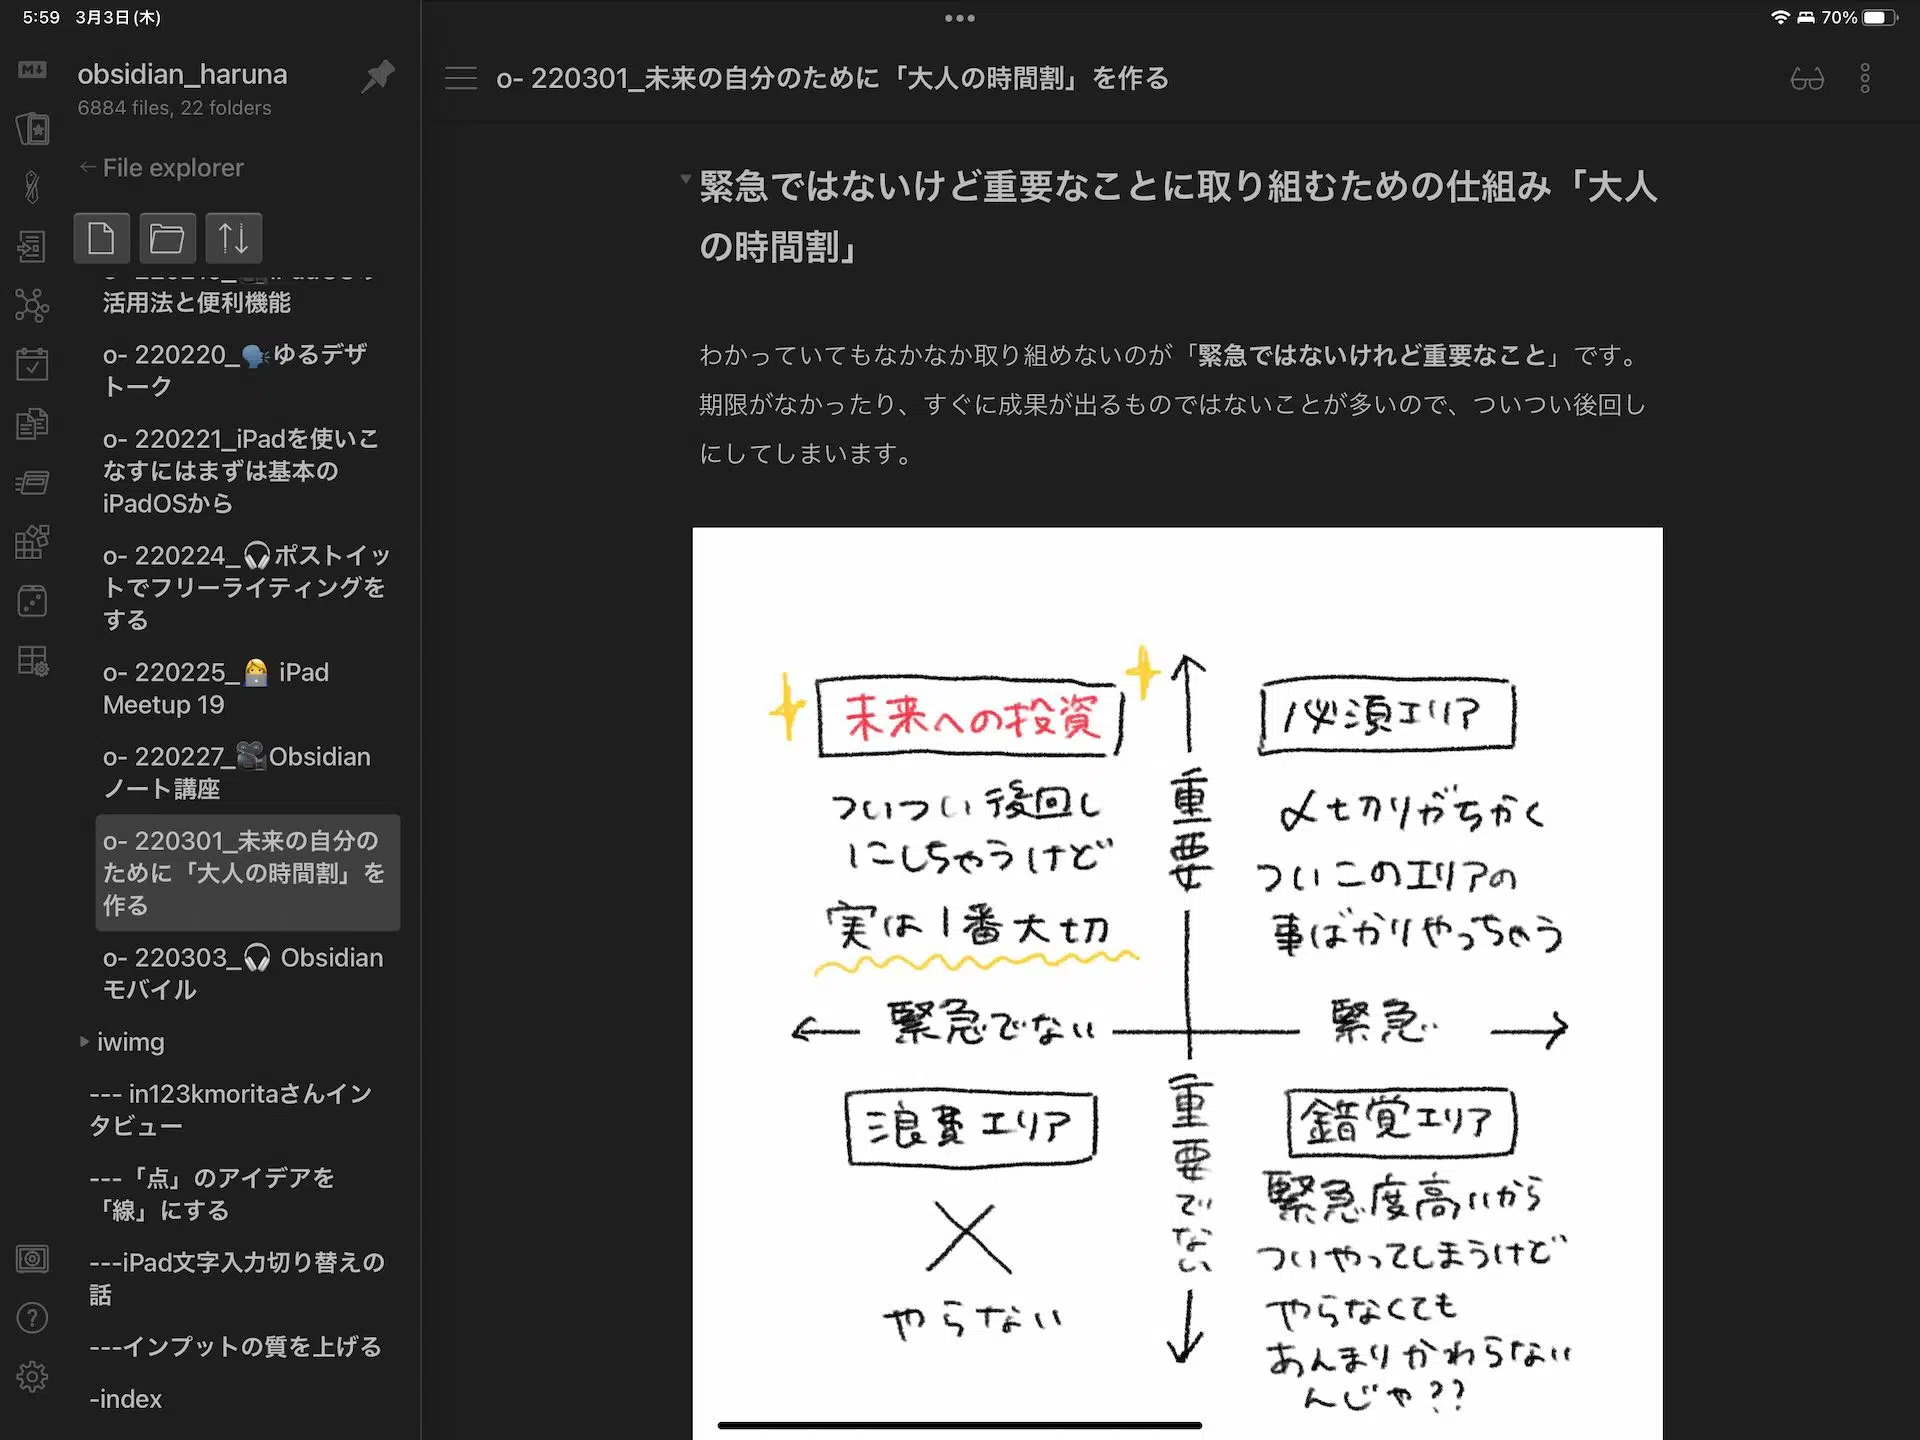 5:59 3月3日(木)
70%
obsidian_haruna
6884 files, 22 folders
File explorer
活用法と便利機能
o- 220220_🗣️ゆるデザ
トーク
o- 220221_iPadを使いこ
なすにはまずは基本の
iPadOSから
o- 220224_🎧ポストイッ
トでフリーライティングを
する
o- 220225_👩‍💻 iPad
Meetup 19
o- 220227_🎥Obsidian
ノート講座
o- 220301_未来の自分の
ために「大人の時間割」を
作る
o- 220303_🎧 Obsidian
モバイル
iwimg
--- in123kmoritaさんイン
タビュー
---「点」のアイデアを
「線」にする
---iPad文字入力切り替えの
話
---インプットの質を上げる
-index
o- 220301_未来の自分のために「大人の時間割」を作る
緊急ではないけど重要なことに取り組むための仕組み「大人
の時間割」
わかっていてもなかなか取り組めないのが「緊急ではないけれど重要なこと」です。
期限がなかったり、すぐに成果が出るものではないことが多いので、ついつい後回し
にしてしまいます。
未来への投資
ついつい後回し
にしちゃうけど
実は1番大切
重要
必須エリア
〆切りがちかく
ついこのエリアの
事ばかりやっちゃう
緊急でない
緊急
浪費エリア
やらない
重要でない
錯覚エリア
緊急度高いから
ついやってしまうけど
やらなくても
あんまりかわらない
んじゃ??